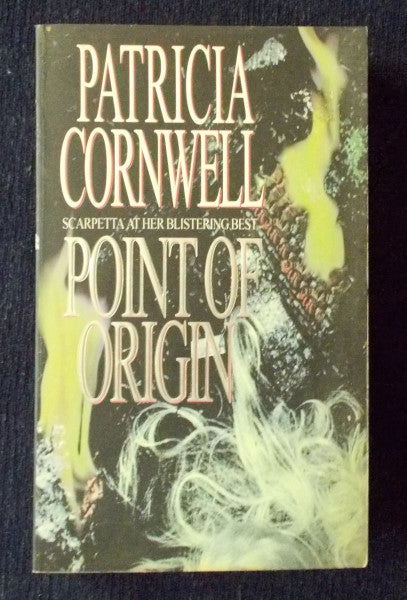 PATRICIA
CORNWELL
SCARPETTA AT HER BLISTERING BEST
POINT OF
ORIGIN